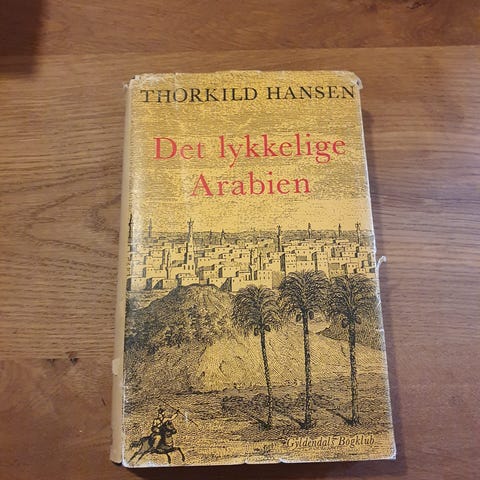 THORKILD HANSEN
Det lykkelige
Arabien
Gyldendals Bogklub